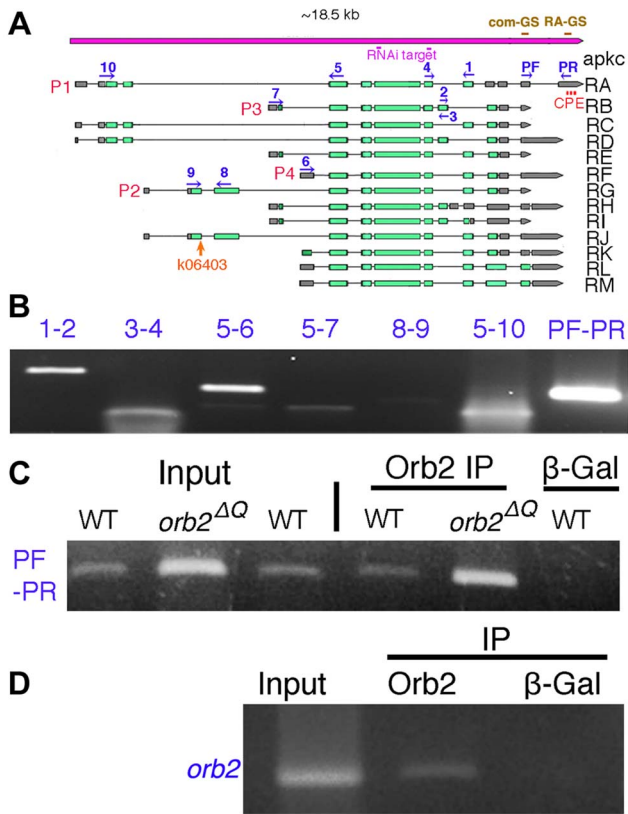 A
~18.5 kb
com-GS RA-GS
RNAi target
apkc
10 5 4 1 PF PR
P1 RA
CPE
7 2
P3 RB
3
RC
RD
RE
6
P4 RF
9 8
P2 RG
RH
RI
RJ
k06403
RK
RL
RM
B
1-2 3-4 5-6 5-7 8-9 5-10 PF-PR
C
Input Orb2 IP β-Gal
WT orb2ΔQ WT WT orb2ΔQ WT
PF
-PR
D
IP
Input Orb2 β-Gal
orb2